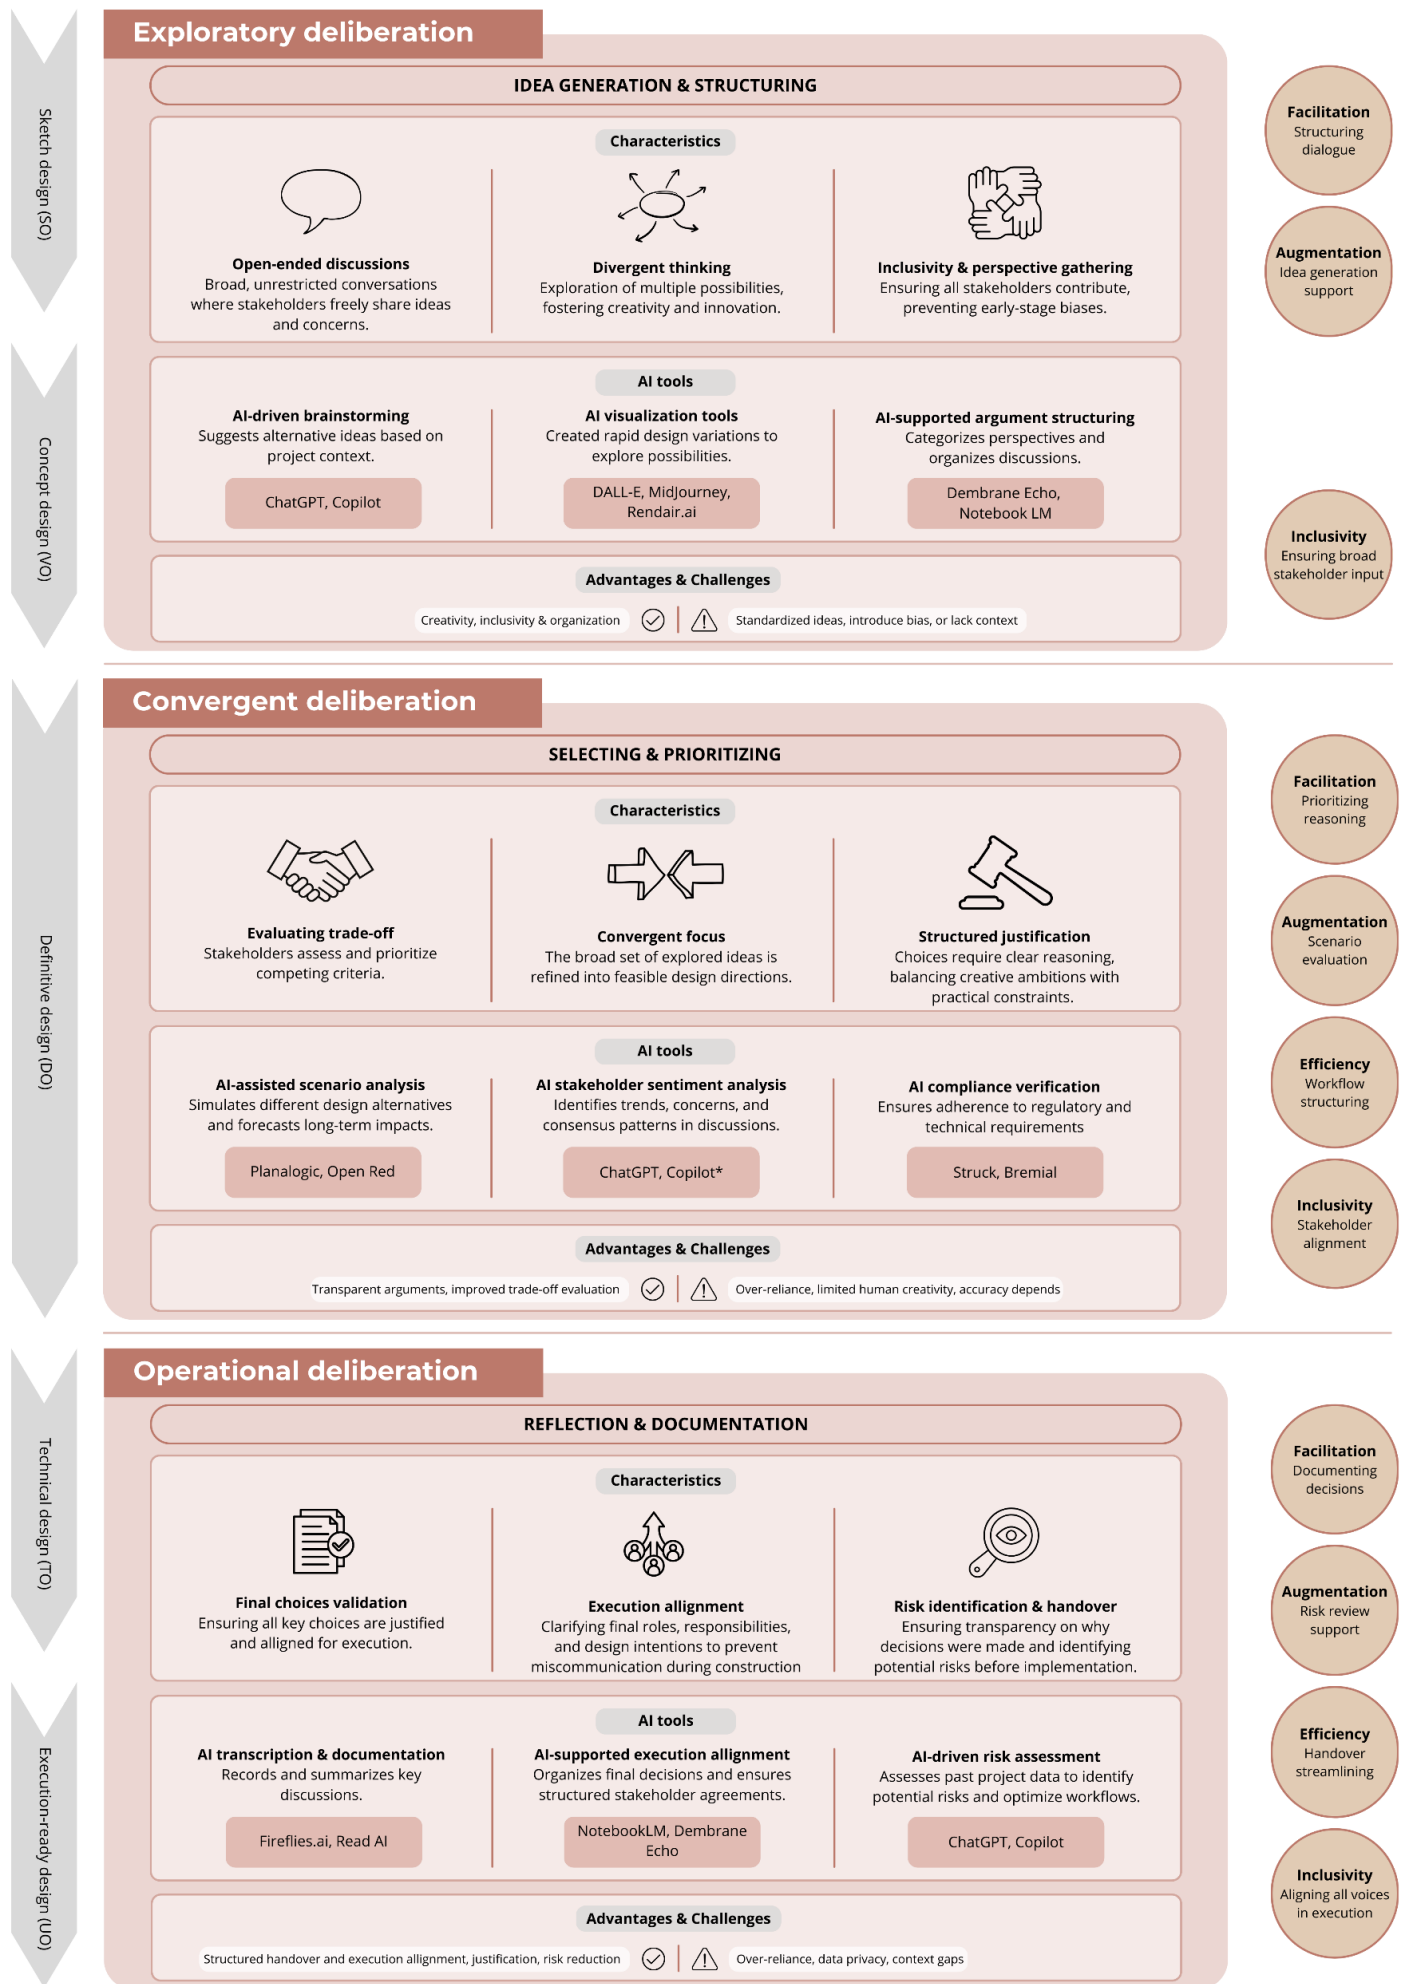 Exploratory deliberation
Sketch design (SO)
Concept design (VO)
IDEA GENERATION & STRUCTURING
Characteristics
Open-ended discussions
Broad, unrestricted conversations
where stakeholders freely share ideas
and concerns.
Divergent thinking
Exploration of multiple possibilities,
fostering creativity and innovation.
Inclusivity & perspective gathering
Ensuring all stakeholders contribute,
preventing early-stage biases.
AI tools
AI-driven brainstorming
Suggests alternative ideas based on
project context.
ChatGPT, Copilot
AI visualization tools
Created rapid design variations to
explore possibilities.
DALL-E, MidJourney,
Rendair.ai
AI-supported argument structuring
Categorizes perspectives and
organizes discussions.
Dembrane Echo,
Notebook LM
Advantages & Challenges
Creativity, inclusivity & organization
Standardized ideas, introduce bias, or lack context
Facilitation
Structuring
dialogue
Augmentation
Idea generation
support
Inclusivity
Ensuring broad
stakeholder input
Convergent deliberation
Definitive design (DO)
SELECTING & PRIORITIZING
Characteristics
Evaluating trade-off
Stakeholders assess and prioritize
competing criteria.
Convergent focus
The broad set of explored ideas is
refined into feasible design directions.
Structured justification
Choices require clear reasoning,
balancing creative ambitions with
practical constraints.
AI tools
AI-assisted scenario analysis
Simulates different design alternatives
and forecasts long-term impacts.
Planalogic, Open Red
AI stakeholder sentiment analysis
Identifies trends, concerns, and
consensus patterns in discussions.
ChatGPT, Copilot*
AI compliance verification
Ensures adherence to regulatory and
technical requirements
Struck, Bremial
Advantages & Challenges
Transparent arguments, improved trade-off evaluation
Over-reliance, limited human creativity, accuracy depends
Facilitation
Prioritizing
reasoning
Augmentation
Scenario
evaluation
Efficiency
Workflow
structuring
Inclusivity
Stakeholder
alignment
Operational deliberation
Technical design (TO)
Execution-ready design (UO)
REFLECTION & DOCUMENTATION
Characteristics
Final choices validation
Ensuring all key choices are justified
and alligned for execution.
Execution allignment
Clarifying final roles, responsibilities,
and design intentions to prevent
miscommunication during construction
Risk identification & handover
Ensuring transparency on why
decisions were made and identifying
potential risks before implementation.
AI tools
AI transcription & documentation
Records and summarizes key
discussions.
Fireflies.ai, Read AI
AI-supported execution allignment
Organizes final decisions and ensures
structured stakeholder agreements.
NotebookLM, Dembrane
Echo
AI-driven risk assessment
Assesses past project data to identify
potential risks and optimize workflows.
ChatGPT, Copilot
Advantages & Challenges
Structured handover and execution allignment, justification, risk reduction
Over-reliance, data privacy, context gaps
Facilitation
Documenting
decisions
Augmentation
Risk review
support
Efficiency
Handover
streamlining
Inclusivity
Aligning all voices
in execution